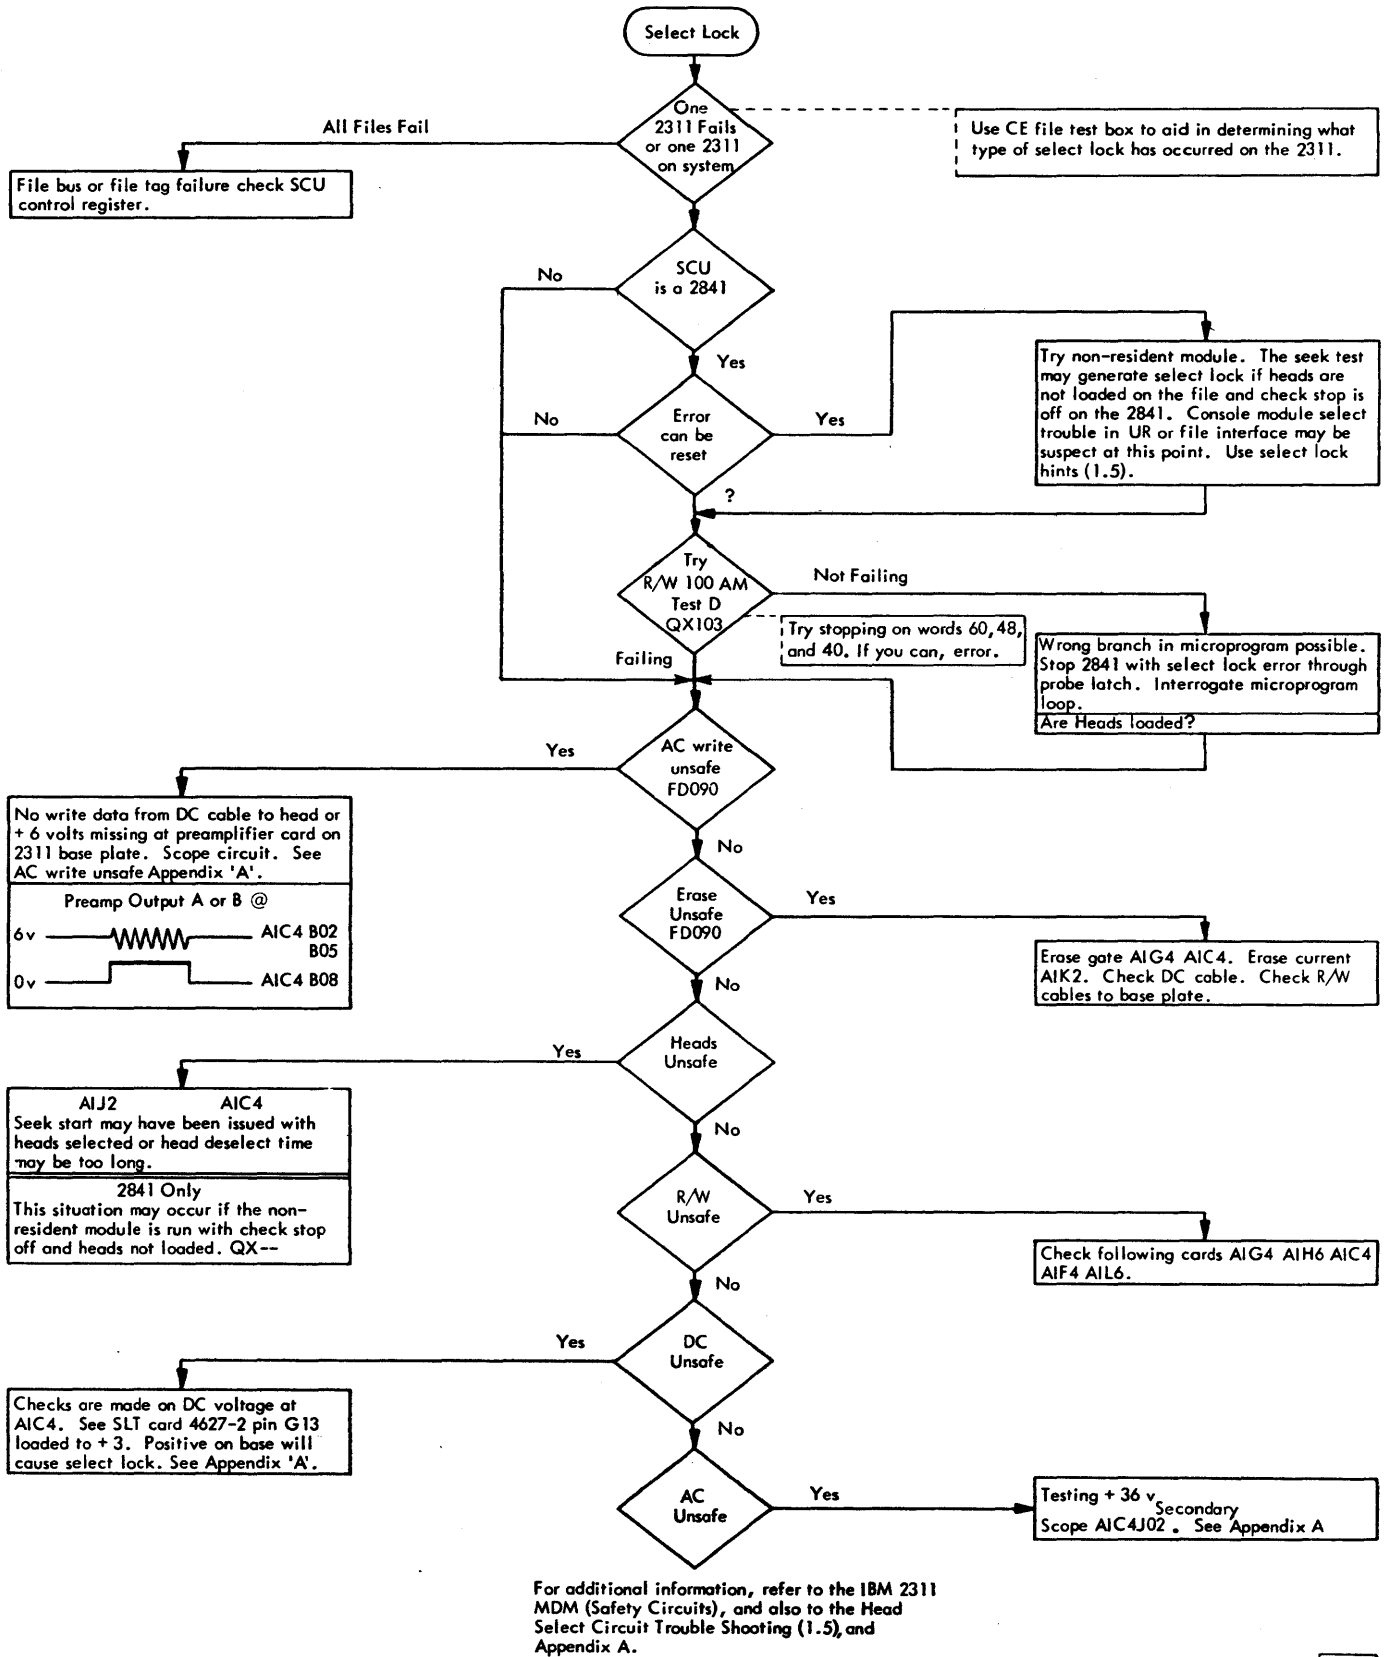 Select Lock
One
2311 Fails
or one 2311
on system
All Files Fail
Use CE file test box to aid in determining what
type of select lock has occurred on the 2311.
File bus or file tag failure check SCU
control register.
SCU
is a 2841
No
Yes
Error
can be
reset
No
Yes
Try non-resident module. The seek test
may generate select lock if heads are
not loaded on the file and check stop is
off on the 2841. Console module select
trouble in UR or file interface may be
suspect at this point. Use select lock
hints (1.5).
?
Try
R/W 100 AM
Test D
QX103
Not Failing
Try stopping on words 60, 48,
and 40. If you can, error.
Failing
Wrong branch in microprogram possible.
Stop 2841 with select lock error through
probe latch. Interrogate microprogram
loop.
Are Heads loaded?
AC write
unsafe
FD090
Yes
No write data from DC cable to head or
+ 6 volts missing at preamplifier card on
2311 base plate. Scope circuit. See
AC write unsafe Appendix 'A'.
Preamp Output A or B @
6v
AIC4 B02
B05
0v
AIC4 B08
No
Erase
Unsafe
FD090
Yes
Erase gate AIG4 AIC4. Erase current
AIK2. Check DC cable. Check R/W
cables to base plate.
No
Heads
Unsafe
Yes
AIJ2 AIC4
Seek start may have been issued with
heads selected or head deselect time
may be too long.
2841 Only
This situation may occur if the non-
resident module is run with check stop
off and heads not loaded. QX--
No
R/W
Unsafe
Yes
Check following cards AIG4 AIH6 AIC4
AIF4 AIL6.
No
DC
Unsafe
Yes
Checks are made on DC voltage at
AIC4. See SLT card 4627-2 pin G13
loaded to + 3. Positive on base will
cause select lock. See Appendix 'A'.
No
AC
Unsafe
Yes
Testing + 36 v
Secondary
Scope AIC4J02 . See Appendix A
For additional information, refer to the IBM 2311
MDM (Safety Circuits), and also to the Head
Select Circuit Trouble Shooting (1.5), and
Appendix A.